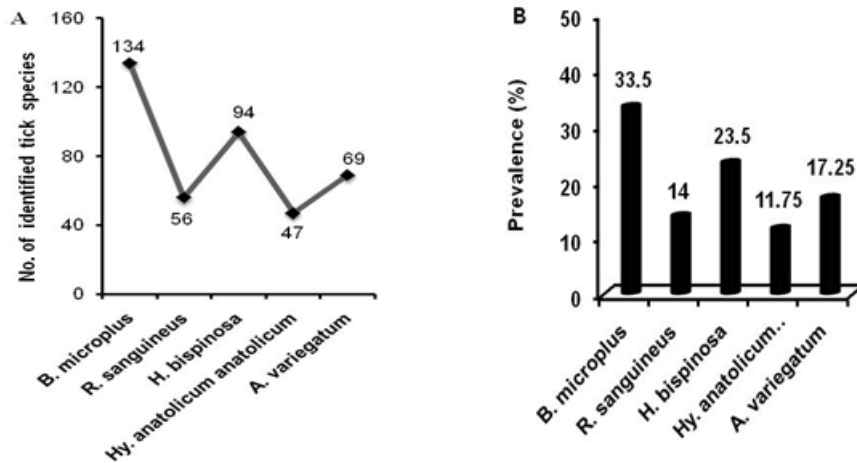 A
No. of identified tick species
160
120
80
40
0
134
56
94
47
69
B. microplus
R. sanguineus
H. bispinosa
Hy. anatolicum anatolicum
A. variegatum
B
Prevalence (%)
50
40
30
20
10
0
33.5
14
23.5
11.75
17.25
B. microplus
R. sanguineus
H. bispinosa
Hy. anatolicum..
A. variegatum